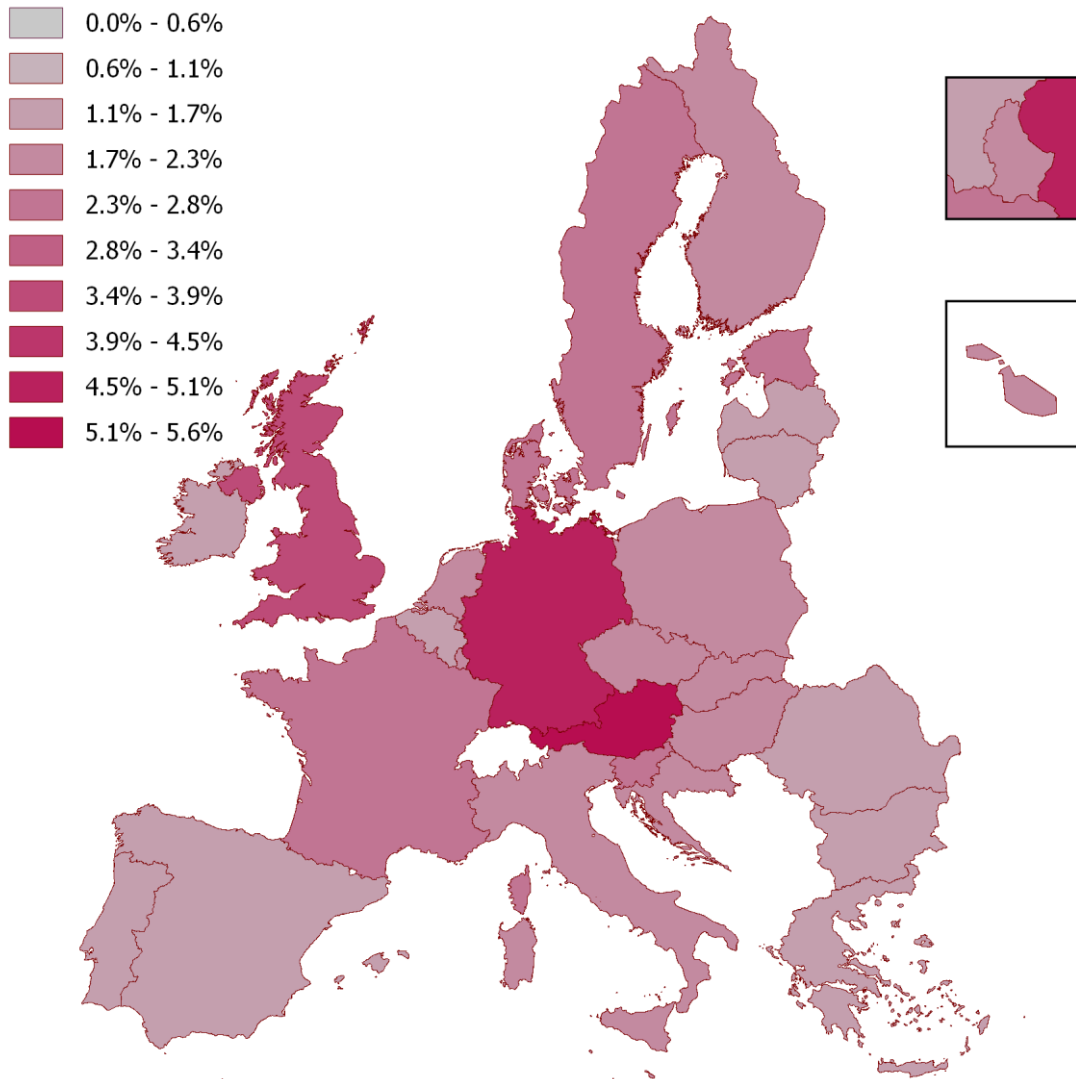 0.0% - 0.6%
0.6% - 1.1%
1.1% - 1.7%
1.7% - 2.3%
2.3% - 2.8%
2.8% - 3.4%
3.4% - 3.9%
3.9% - 4.5%
4.5% - 5.1%
5.1% - 5.6%